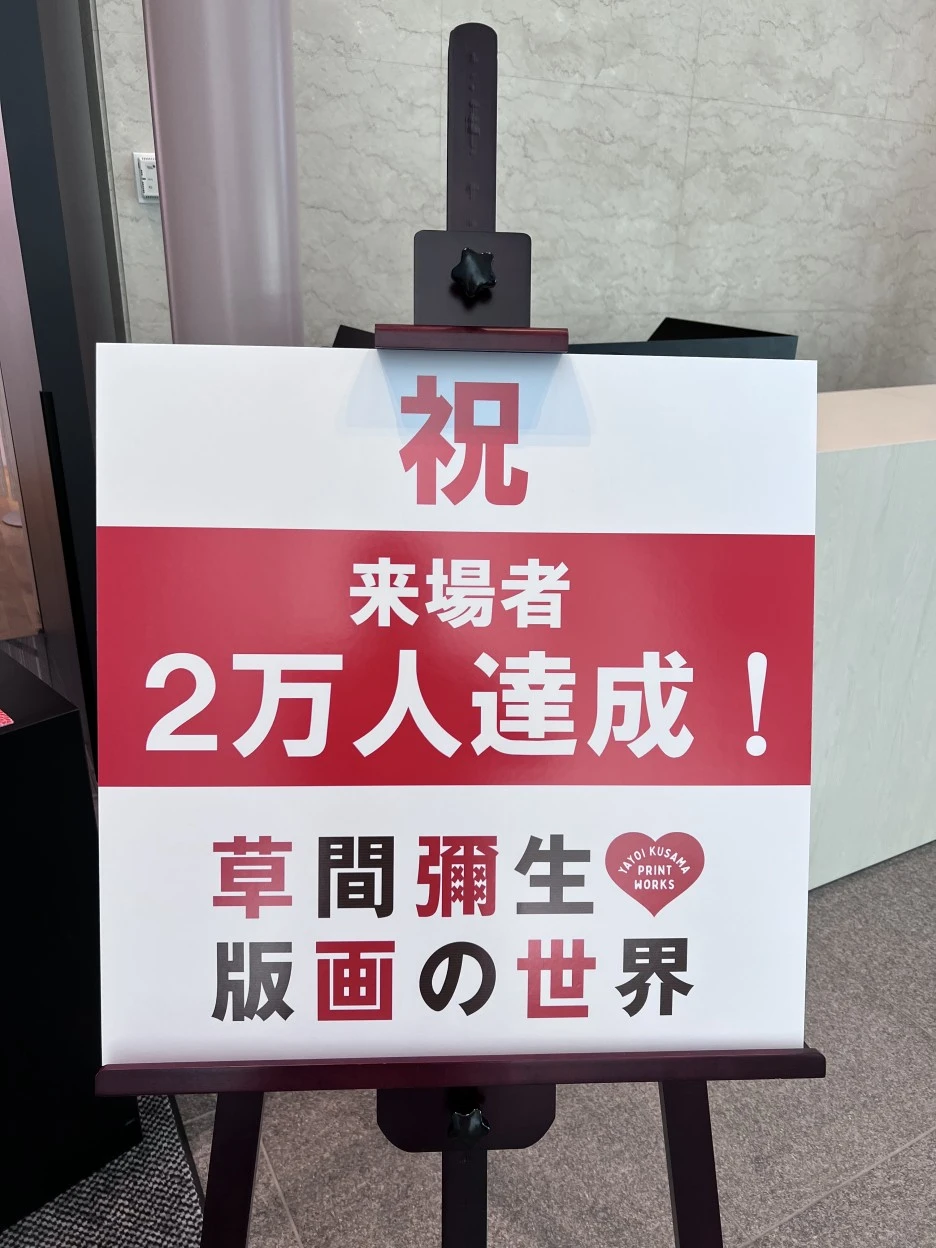 祝
来場者
2万人達成！
草間彌生
YAYOI KUSAMA
PRINT
WORKS
版画の世界